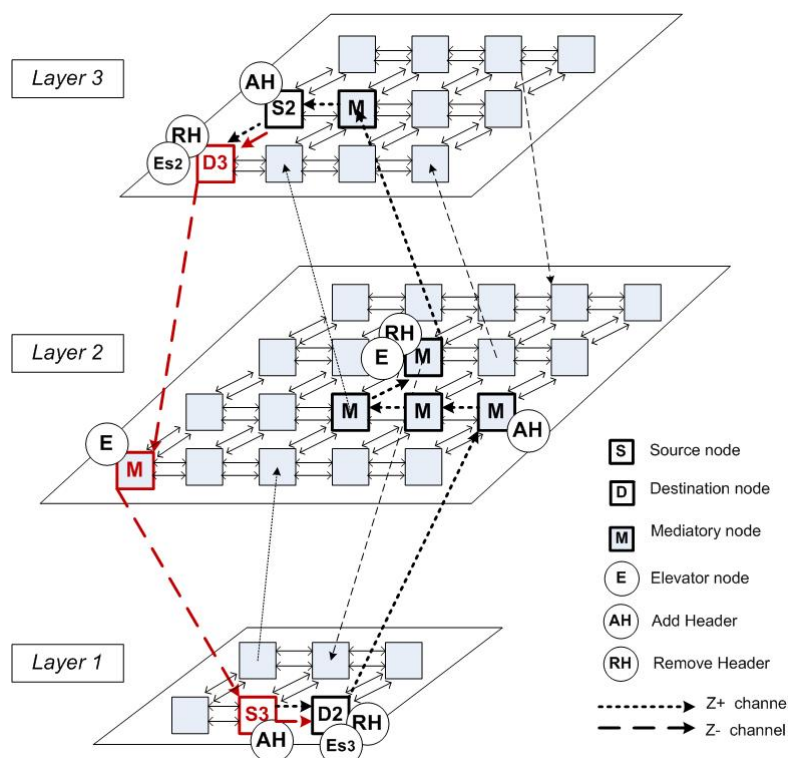 Layer 3
AH
S2
M
RH
Es2
D3
Layer 2
RH
E
M
M
M
M
AH
E
M
Layer 1
S3
D2
RH
AH
Es3
S Source node
D Destination node
M Mediatory node
E Elevator node
AH Add Header
RH Remove Header
Z+ channe
Z- channel